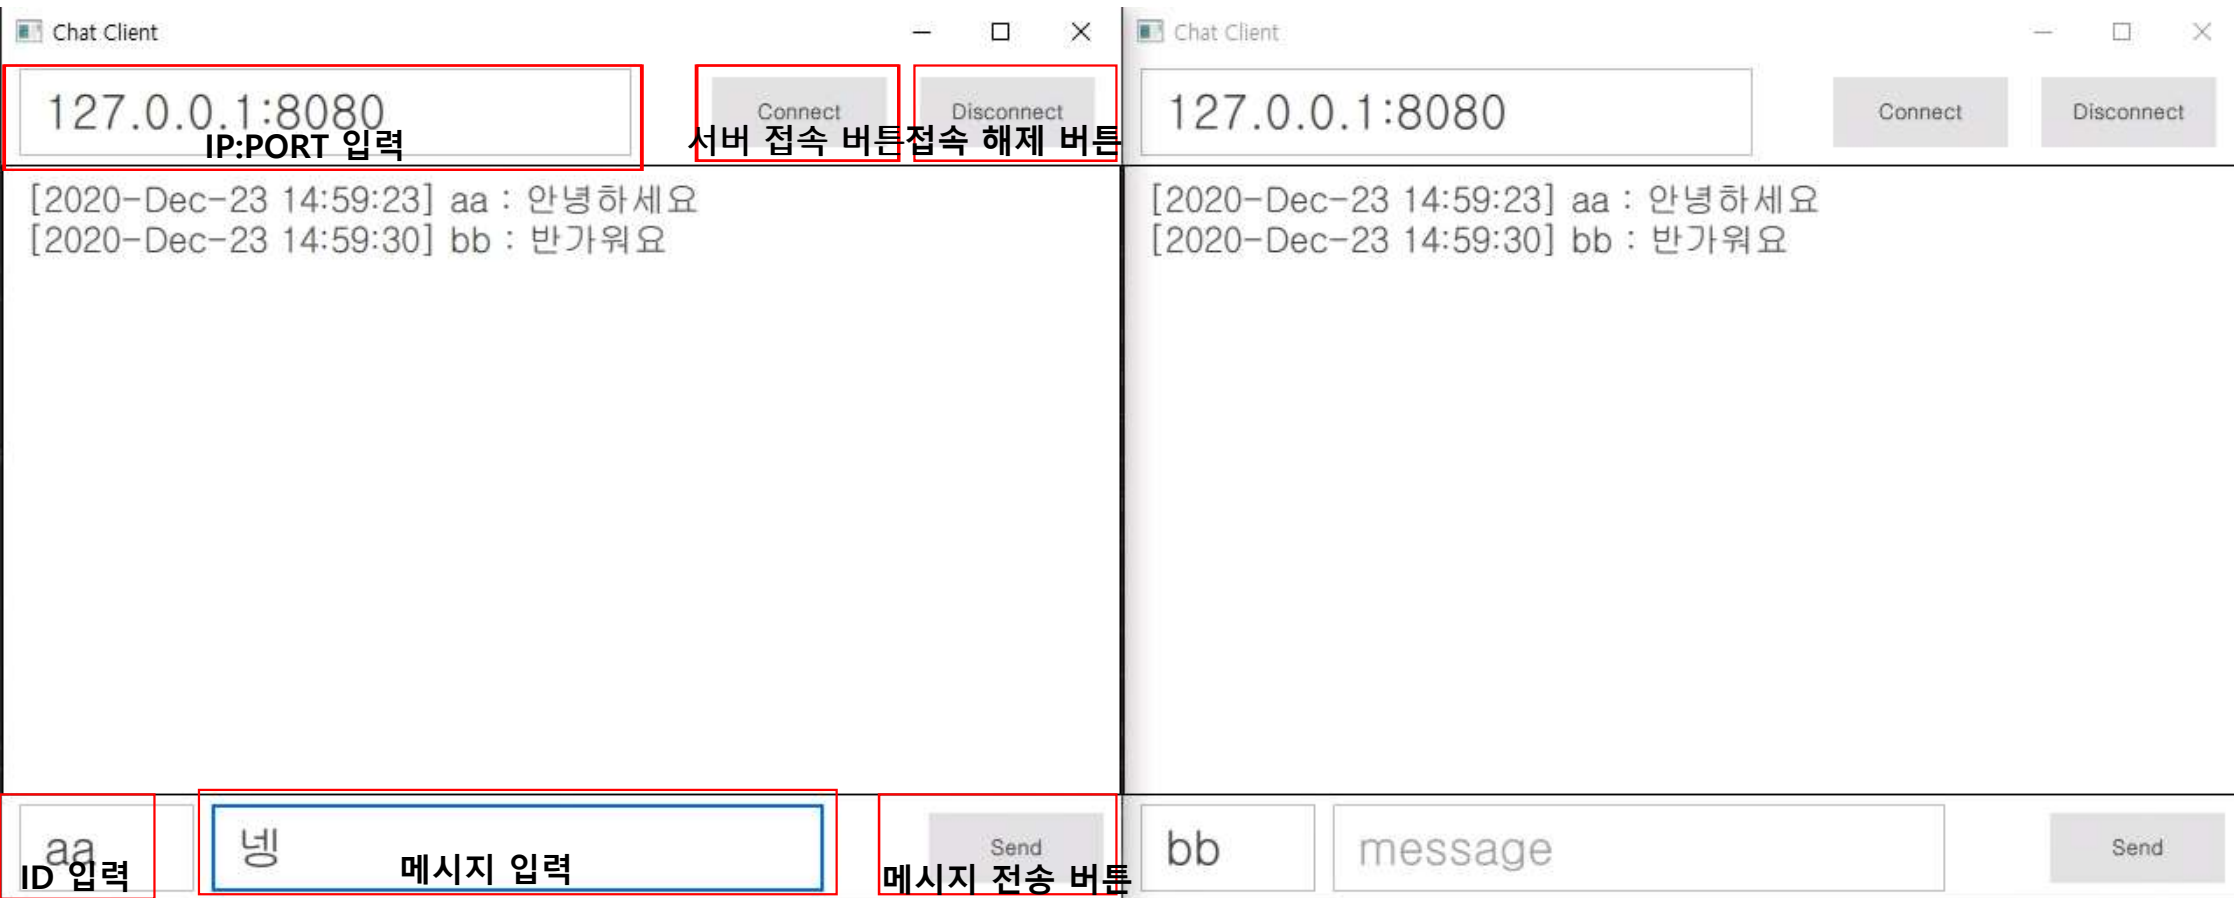 Chat Client
127.0.0.1:8080
IP:PORT 입력
Connect
서버 접속 버튼
Disconnect
접속 해제 버튼
[2020-Dec-23 14:59:23] aa : 안녕하세요
[2020-Dec-23 14:59:30] bb : 반가워요
aa
ID 입력
넹
메시지 입력
Send
메시지 전송 버튼
Chat Client
127.0.0.1:8080
Connect
Disconnect
[2020-Dec-23 14:59:23] aa : 안녕하세요
[2020-Dec-23 14:59:30] bb : 반가워요
bb
message
Send